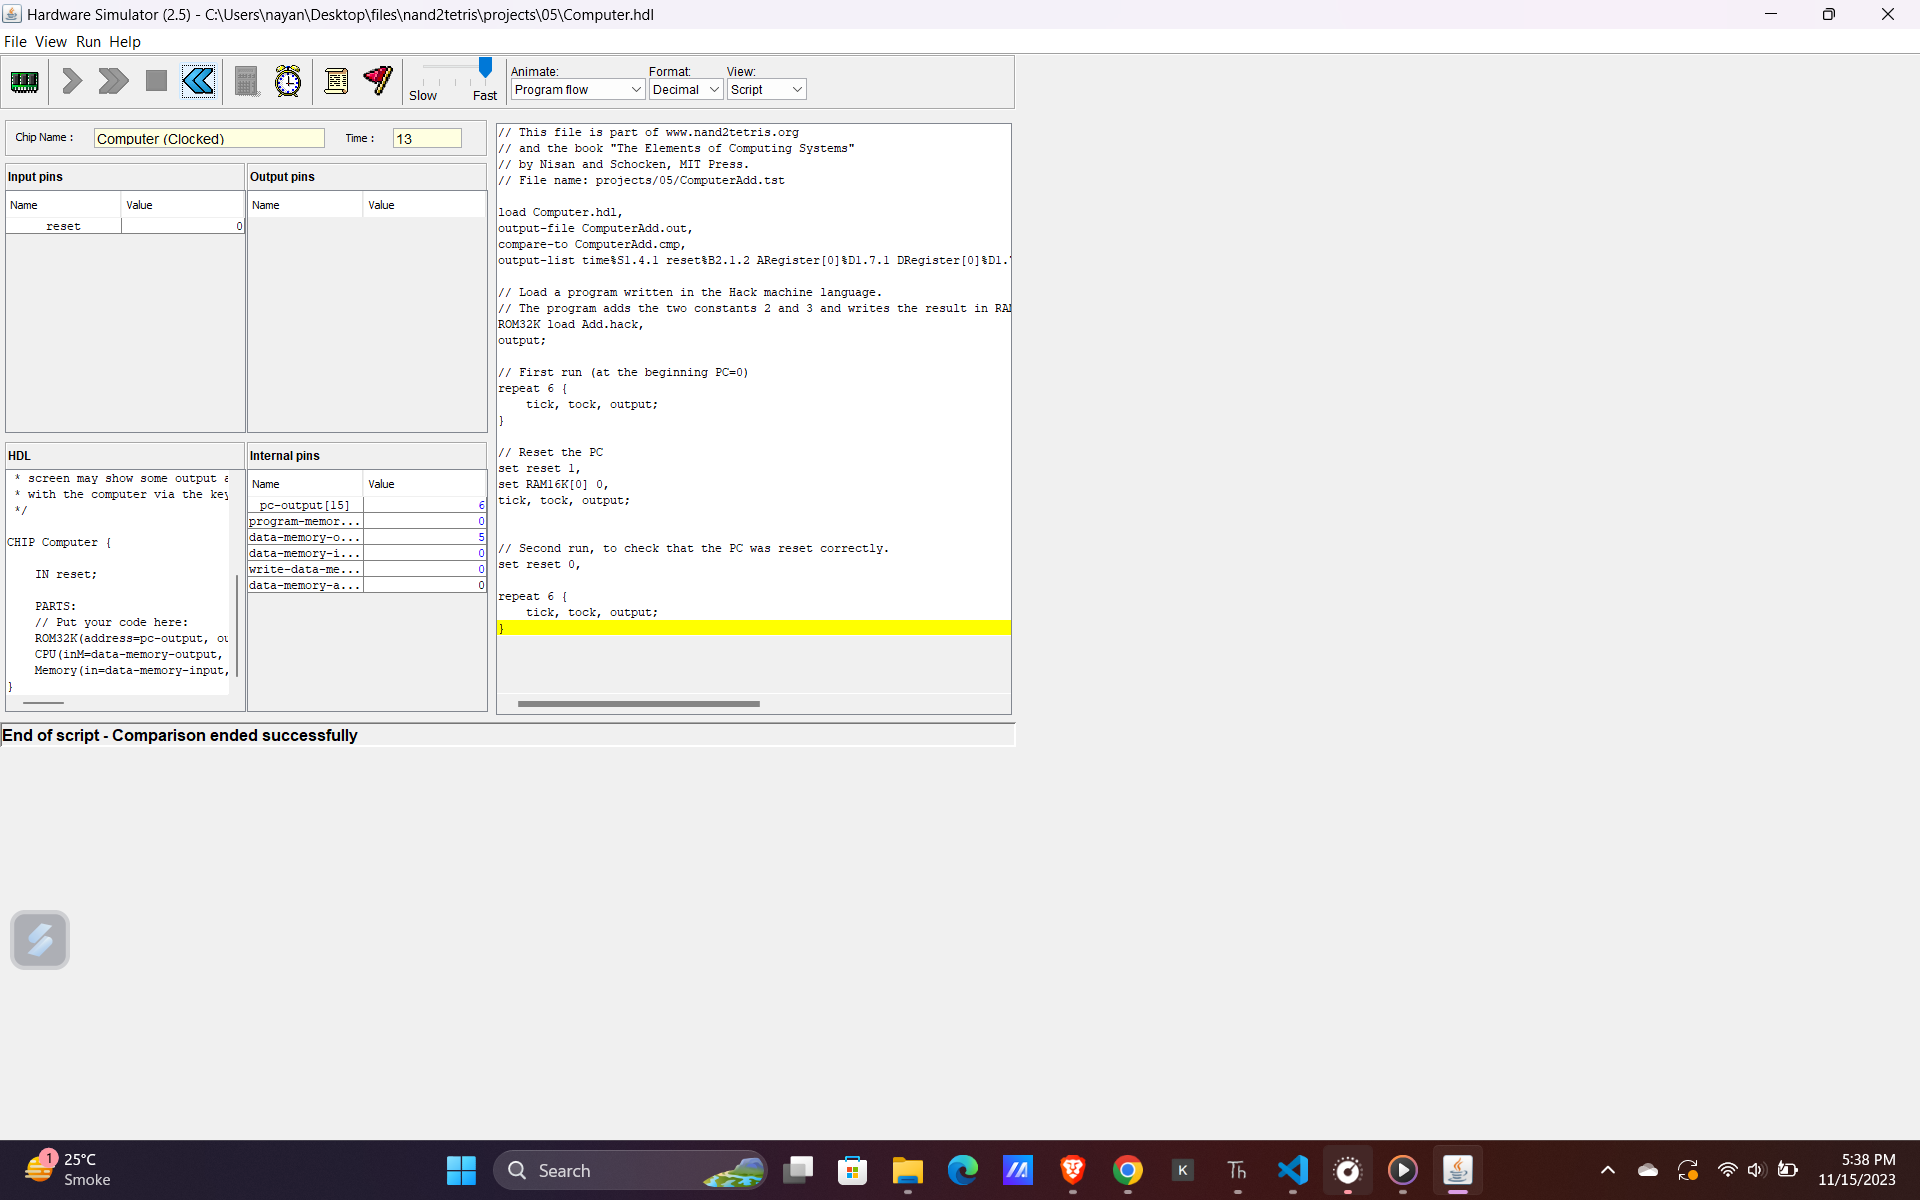 Hardware Simulator (2.5) - C:\Users\nayan\Desktop\files\nand2tetris\projects\05\Computer.hdl
File View Run Help
Slow Fast
Animate: Format: View:
Program flow Decimal Script
Chip Name : Computer (Clocked) Time : 13
Input pins
Name Value
reset 0
Output pins
Name Value
HDL
* screen may show some output a
* with the computer via the key
*/
CHIP Computer {
IN reset;
PARTS:
// Put your code here:
ROM32K(address=pc-output, ou
CPU(inM=data-memory-output,
Memory(in=data-memory-input,
}
Internal pins
Name Value
pc-output[15] 6
program-memor... 0
data-memory-o... 5
data-memory-i... 0
write-data-me... 0
data-memory-a... 0
// This file is part of www.nand2tetris.org
// and the book "The Elements of Computing Systems"
// by Nisan and Schocken, MIT Press.
// File name: projects/05/ComputerAdd.tst
load Computer.hdl,
output-file ComputerAdd.out,
compare-to ComputerAdd.cmp,
output-list time%S1.4.1 reset%B2.1.2 ARegister[0]%D1.7.1 DRegister[0]%D1.
// Load a program written in the Hack machine language.
// The program adds the two constants 2 and 3 and writes the result in RA
ROM32K load Add.hack,
output;
// First run (at the beginning PC=0)
repeat 6 {
tick, tock, output;
}
// Reset the PC
set reset 1,
set RAM16K[0] 0,
tick, tock, output;
// Second run, to check that the PC was reset correctly.
set reset 0,
repeat 6 {
tick, tock, output;
}
End of script - Comparison ended successfully
1
25°C
Smoke
Search
K
Th
5:38 PM
11/15/2023